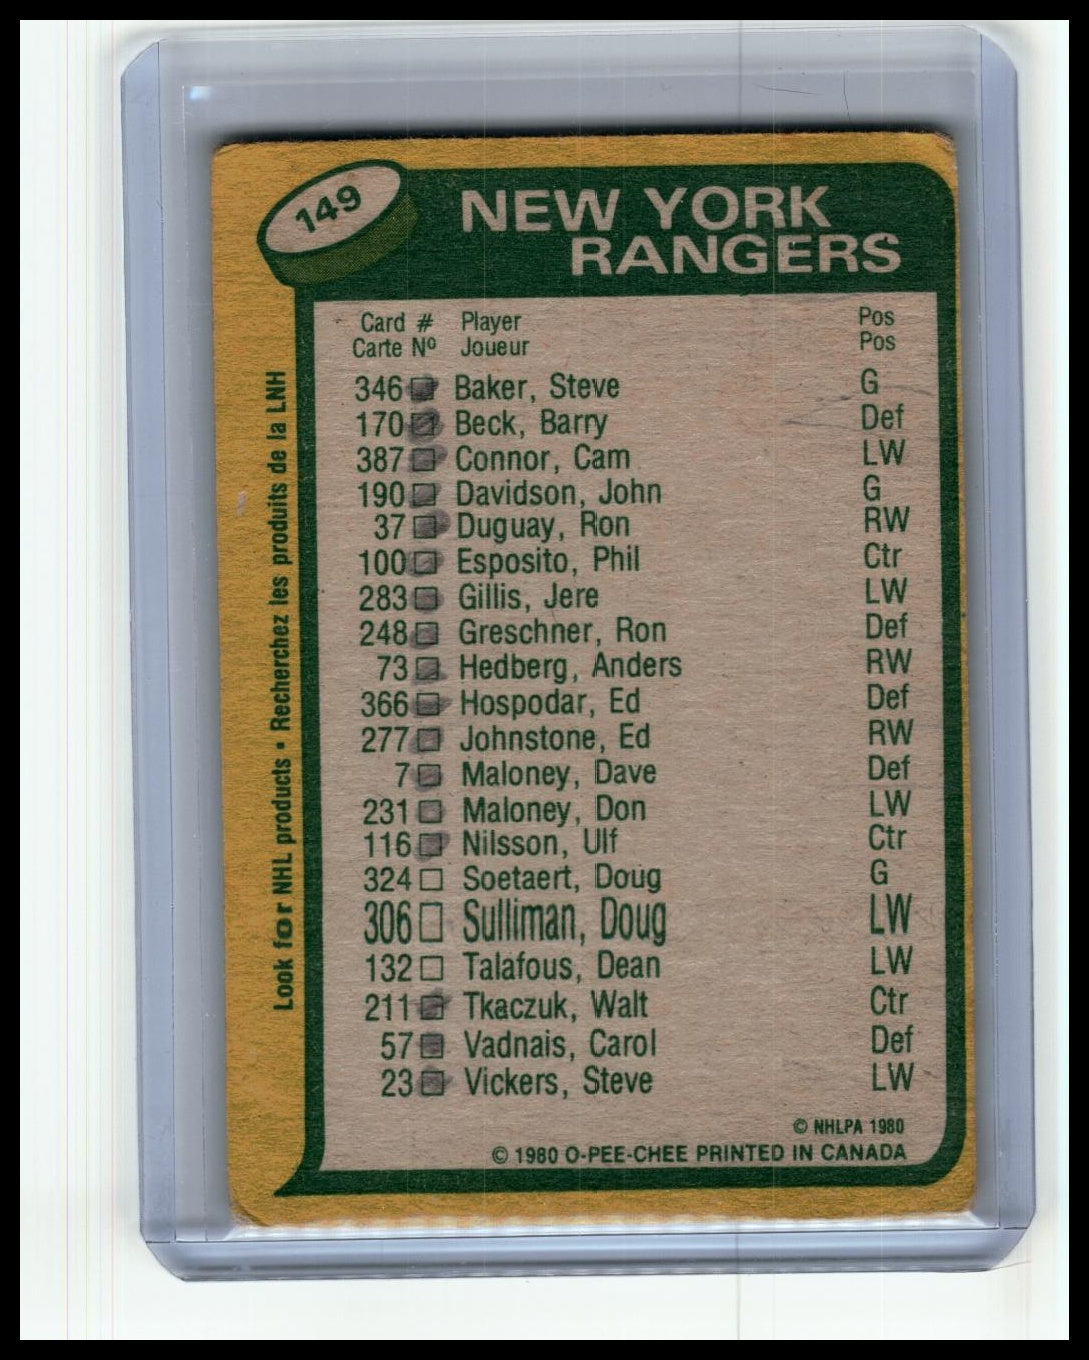 149
NEW YORK
RANGERS
Card # Player Pos
Carte Nº Joueur Pos
346 Baker, Steve G
170 Beck, Barry Def
387 Connor, Cam LW
190 Davidson, John G
37 Duguay, Ron RW
100 Esposito, Phil Ctr
283 Gillis, Jere LW
248 Greschner, Ron Def
73 Hedberg, Anders RW
366 Hospodar, Ed Def
277 Johnstone, Ed RW
7 Maloney, Dave Def
231 Maloney, Don LW
116 Nilsson, Ulf Ctr
324 Soetaert, Doug G
306 Sulliman, Doug LW
132 Talafous, Dean LW
211 Tkaczuk, Walt Ctr
57 Vadnais, Carol Def
23 Vickers, Steve LW
© NHLPA 1980
© 1980 O-PEE-CHEE PRINTED IN CANADA
Look for NHL products • Recherchez les produits de la LNH